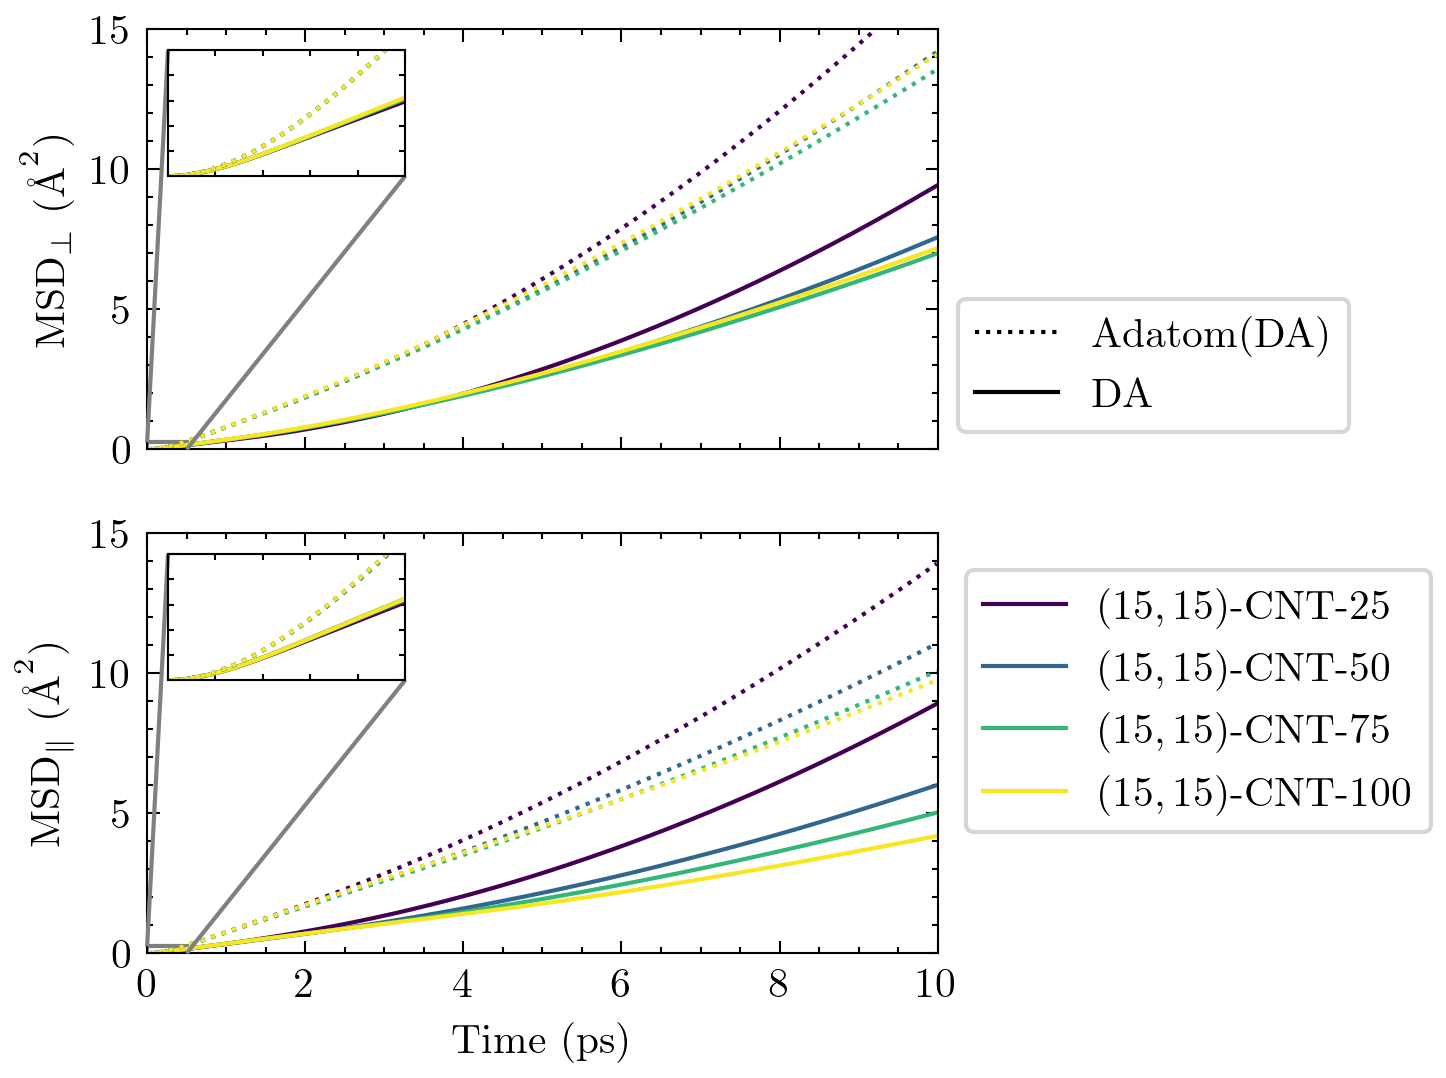 15
10
5
0
MSD⊥ (Å²)
Adatom(DA)
DA
15
10
5
0
MSD∥ (Å²)
0 2 4 6 8 10
Time (ps)
(15, 15)-CNT-25
(15, 15)-CNT-50
(15, 15)-CNT-75
(15, 15)-CNT-100